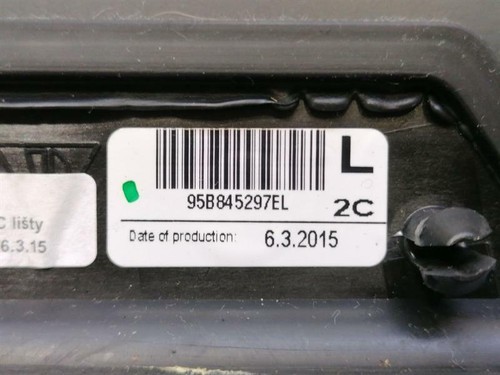 L
95B845297EL
2C
Date of production: 6.3.2015
C lišty
6.3.15